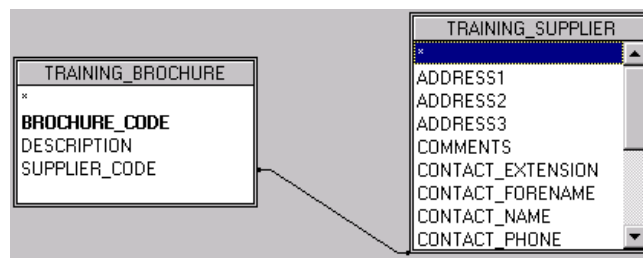 TRAINING_BROCHURE
*
BROCHURE_CODE
DESCRIPTION
SUPPLIER_CODE
TRAINING_SUPPLIER
*
ADDRESS1
ADDRESS2
ADDRESS3
COMMENTS
CONTACT_EXTENSION
CONTACT_FORENAME
CONTACT_NAME
CONTACT_PHONE